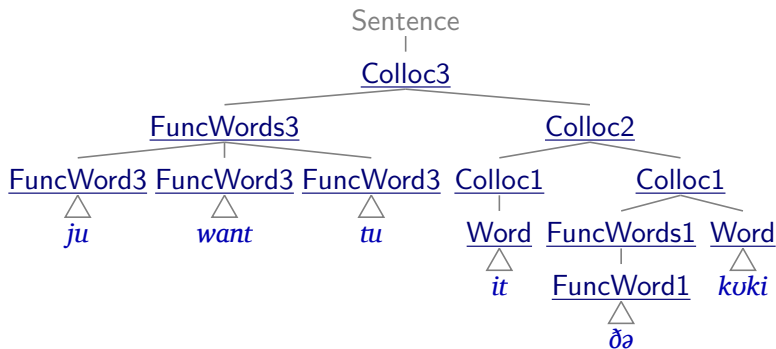 Sentence
Colloc3
FuncWords3 Colloc2
FuncWord3 FuncWord3 FuncWord3 Colloc1 Colloc1
ju want tu Word FuncWords1 Word
it FuncWord1 kʊki
ðə